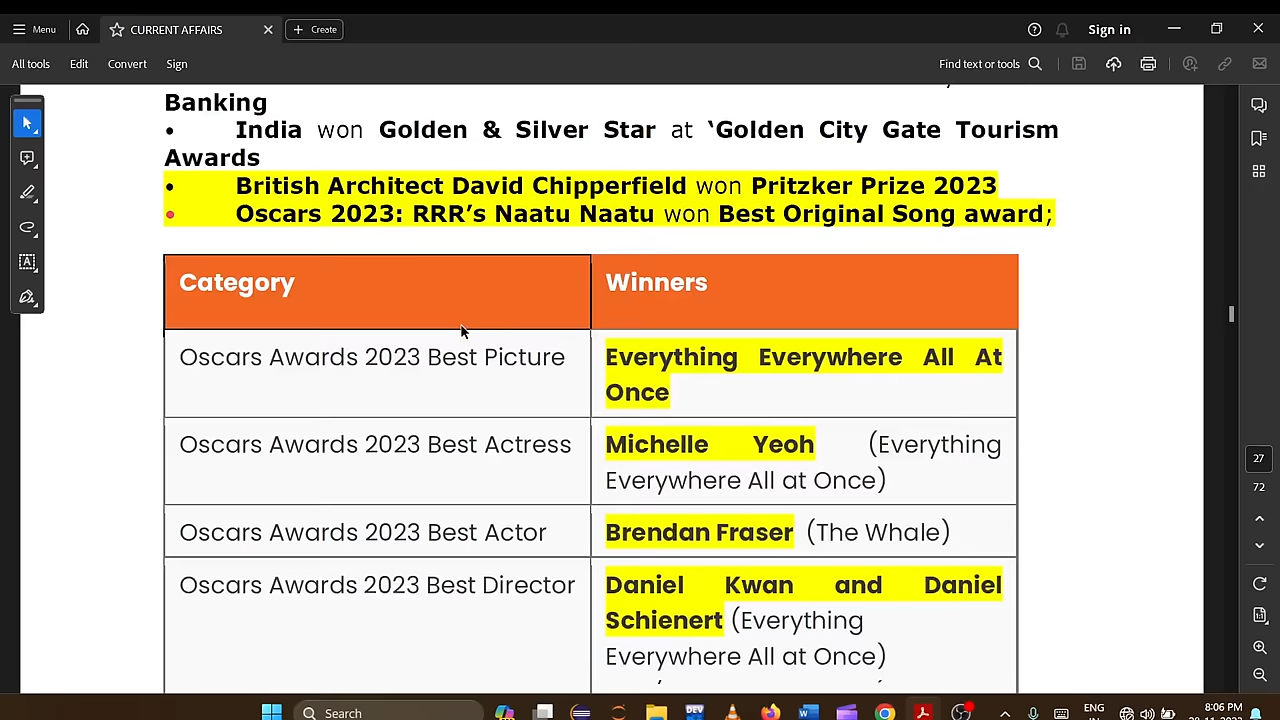 Menu
CURRENT AFFAIRS
Create
Sign in
All tools
Edit
Convert
Sign
Find text or tools
Banking
• India won Golden & Silver Star at ‘Golden City Gate Tourism
Awards
• British Architect David Chipperfield won Pritzker Prize 2023
• Oscars 2023: RRR’s Naatu Naatu won Best Original Song award;
Category Winners
Oscars Awards 2023 Best Picture Everything Everywhere All At
Once
Oscars Awards 2023 Best Actress Michelle Yeoh (Everything
Everywhere All at Once)
Oscars Awards 2023 Best Actor Brendan Fraser (The Whale)
Oscars Awards 2023 Best Director Daniel Kwan and Daniel
Schienert (Everything
Everywhere All at Once)
27
72
Search
DEV
ENG
8:06 PM